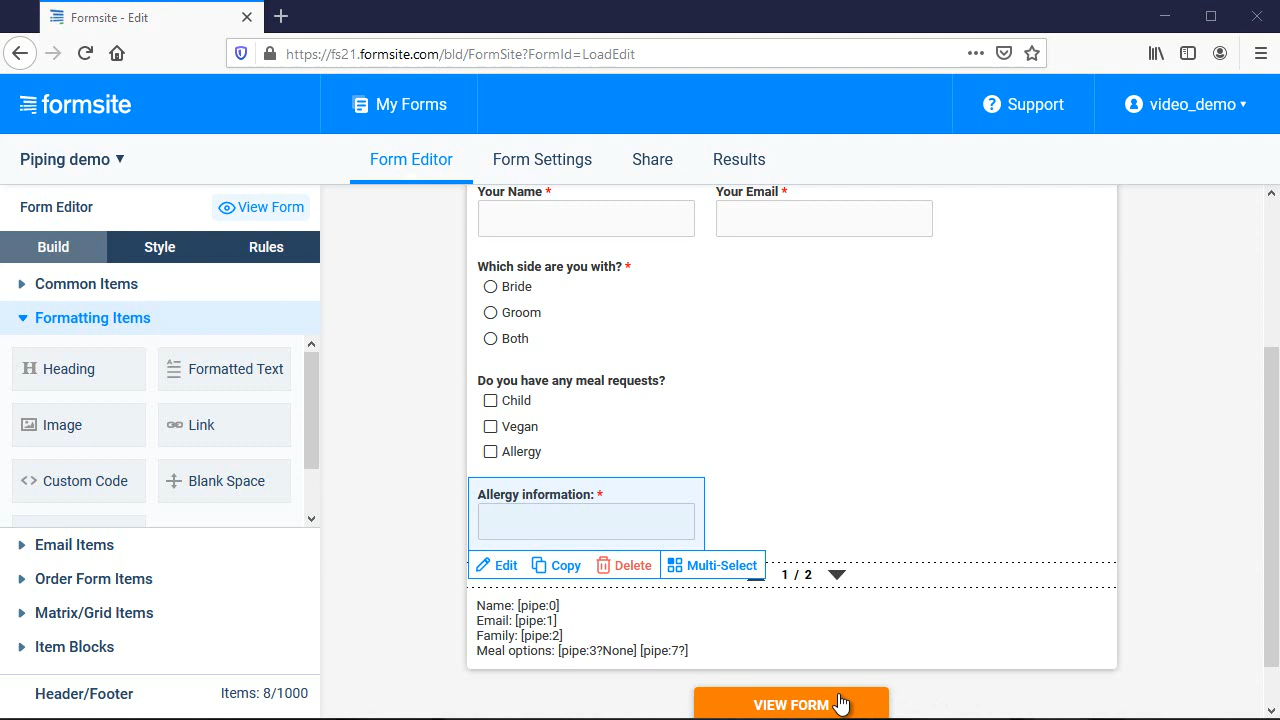 Formsite - Edit
https://fs21.formsite.com/bld/FormSite?FormId=LoadEdit
formsite
My Forms
Support
video_demo
Piping demo
Form Editor
Form Settings
Share
Results
Form Editor
View Form
Build
Style
Rules
Common Items
Formatting Items
Heading
Formatted Text
Image
Link
Custom Code
Blank Space
Email Items
Order Form Items
Matrix/Grid Items
Item Blocks
Header/Footer
Items: 8/1000
Your Name *
Your Email *
Which side are you with? *
Bride
Groom
Both
Do you have any meal requests?
Child
Vegan
Allergy
Allergy information: *
Edit
Copy
Delete
Multi-Select
1 / 2
Name: [pipe:0]
Email: [pipe:1]
Family: [pipe:2]
Meal options: [pipe:3?None] [pipe:7?]
VIEW FORM